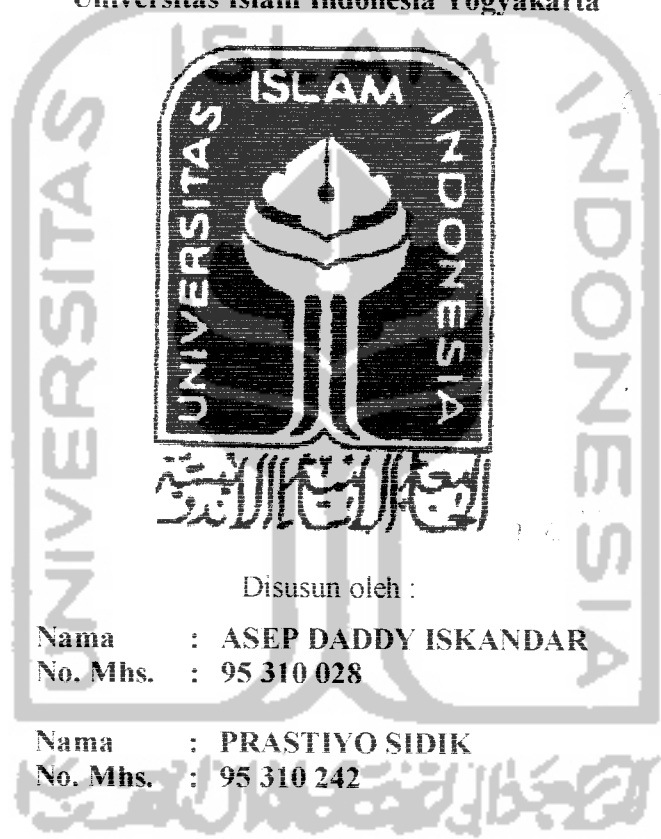 Universitas Islam Indonesia Yogyakarta
UNIVERSITAS ISLAM INDONESIA
Disusun oleh :
Nama : ASEP DADDY ISKANDAR
No. Mhs. : 95 310 028
Nama : PRASTIYO SIDIK
No. Mhs. : 95 310 242